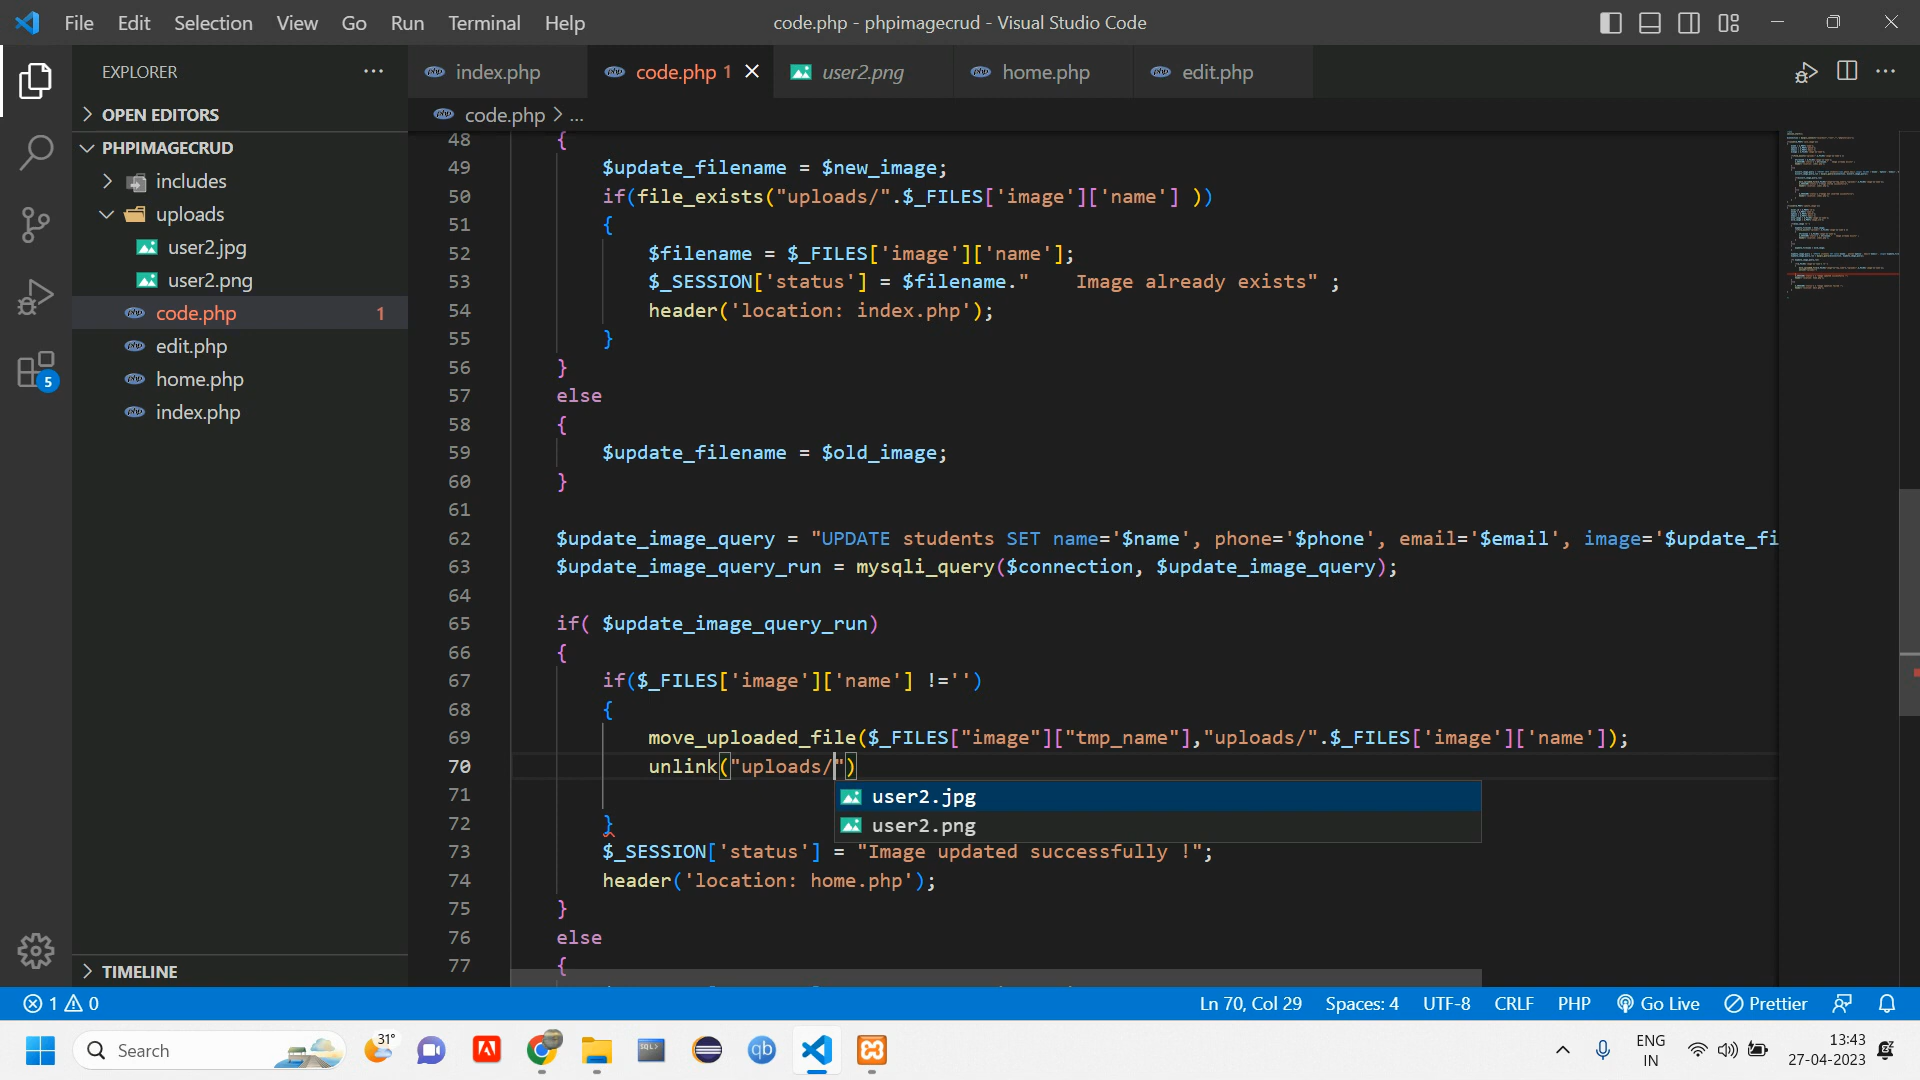 File Edit Selection View Go Run Terminal Help
code.php - phpimagecrud - Visual Studio Code
EXPLORER
OPEN EDITORS
PHPIMAGECRUD
includes
uploads
user2.jpg
user2.png
code.php 1
edit.php
home.php
index.php
TIMELINE
index.php code.php 1 user2.png home.php edit.php
code.php > ...
48 {
49 $update_filename = $new_image;
50 if(file_exists("uploads/".$_FILES['image']['name'] ))
51 {
52 $filename = $_FILES['image']['name'];
53 $_SESSION['status'] = $filename."    Image already exists" ;
54 header('location: index.php');
55 }
56 }
57 else
58 {
59 $update_filename = $old_image;
60 }
61
62 $update_image_query = "UPDATE students SET name='$name', phone='$phone', email='$email', image='$update_fi
63 $update_image_query_run = mysqli_query($connection, $update_image_query);
64
65 if( $update_image_query_run)
66 {
67 if($_FILES['image']['name'] !='')
68 {
69 move_uploaded_file($_FILES["image"]["tmp_name"],"uploads/".$_FILES['image']['name']);
70 unlink("uploads/")
71 user2.jpg
72 } user2.png
73 $_SESSION['status'] = "Image updated successfully !";
74 header('location: home.php');
75 }
76 else
77 {
5
1 0
Ln 70, Col 29 Spaces: 4 UTF-8 CRLF PHP Go Live Prettier
Search
31°
SQL>
qb
ENG
IN
13:43
27-04-2023